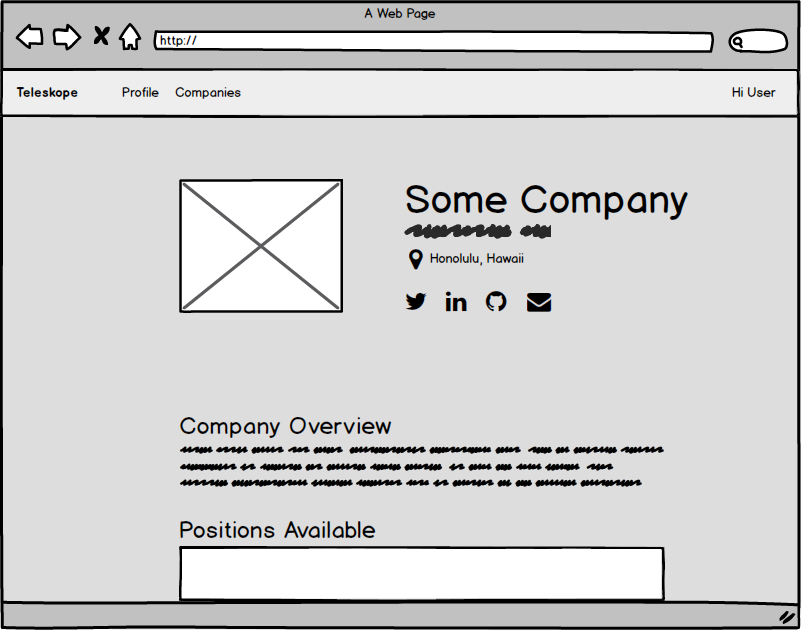 A Web Page
http://
Teleskope Profile Companies Hi User
Some Company
Honolulu, Hawaii
Company Overview
Positions Available